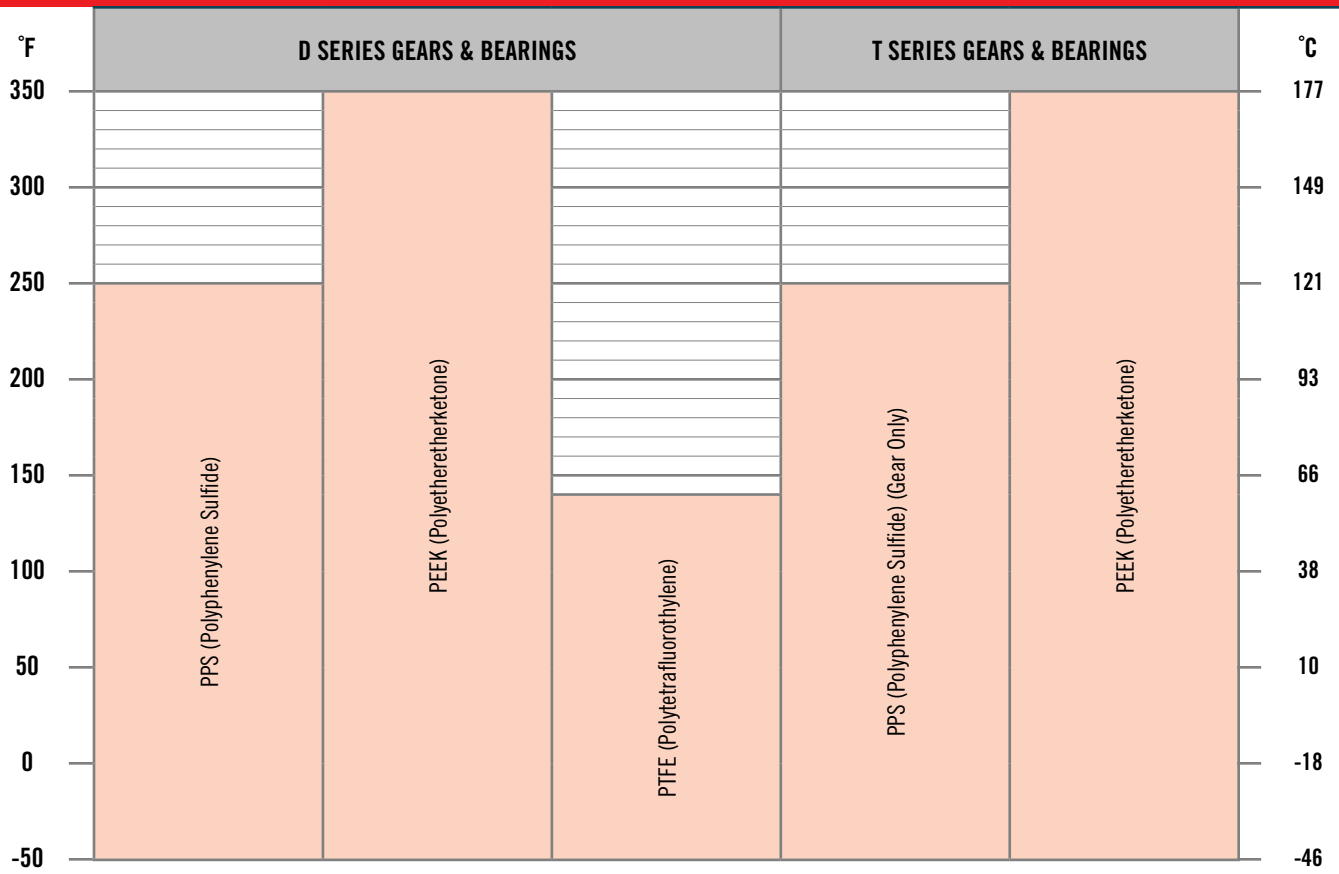 °F
D SERIES GEARS & BEARINGS
T SERIES GEARS & BEARINGS
°C
350
177
300
149
250
121
200
93
150
66
100
38
50
10
0
-18
-50
-46
PPS (Polyphenylene Sulfide)
PEEK (Polyetheretherketone)
PTFE (Polytetrafluorothylene)
PPS (Polyphenylene Sulfide) (Gear Only)
PEEK (Polyetheretherketone)